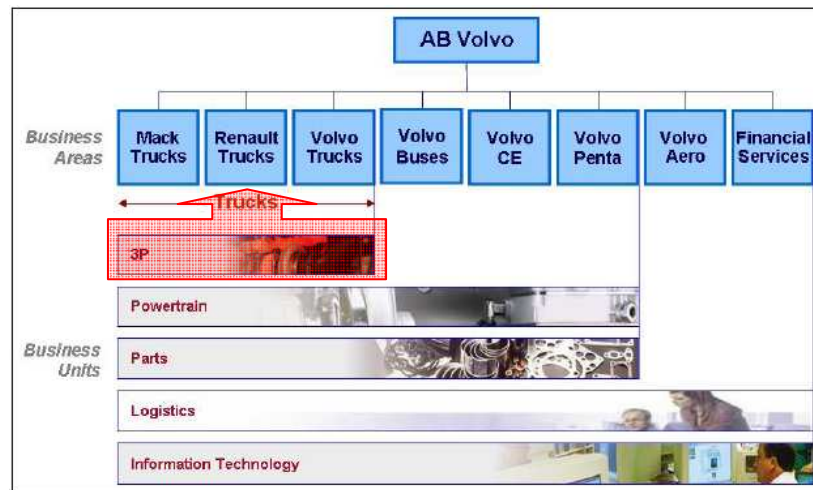 AB Volvo
Business
Areas
Mack
Trucks
Renault
Trucks
Volvo
Trucks
Volvo
Buses
Volvo
CE
Volvo
Penta
Volvo
Aero
Financial
Services
Trucks
3P
Powertrain
Business
Units
Parts
Logistics
Information Technology